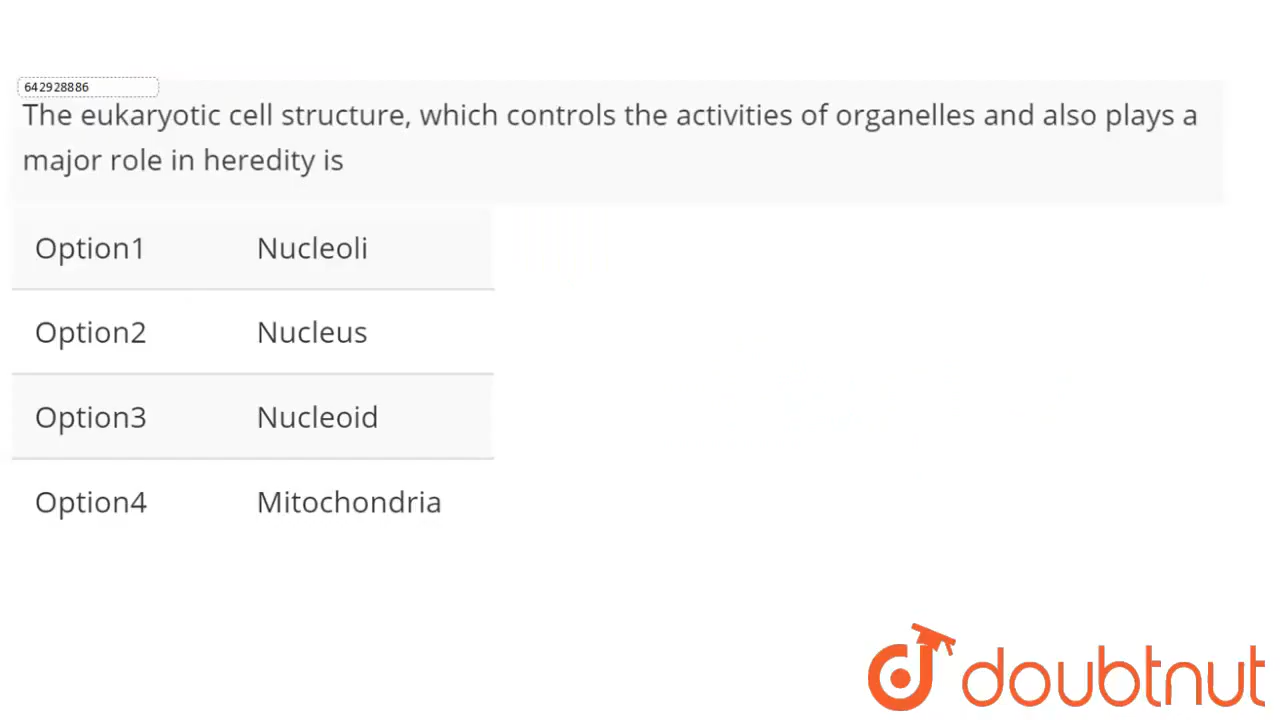 642928886
The eukaryotic cell structure, which controls the activities of organelles and also plays a
major role in heredity is
Option1 Nucleoli
Option2 Nucleus
Option3 Nucleoid
Option4 Mitochondria
doubtnut